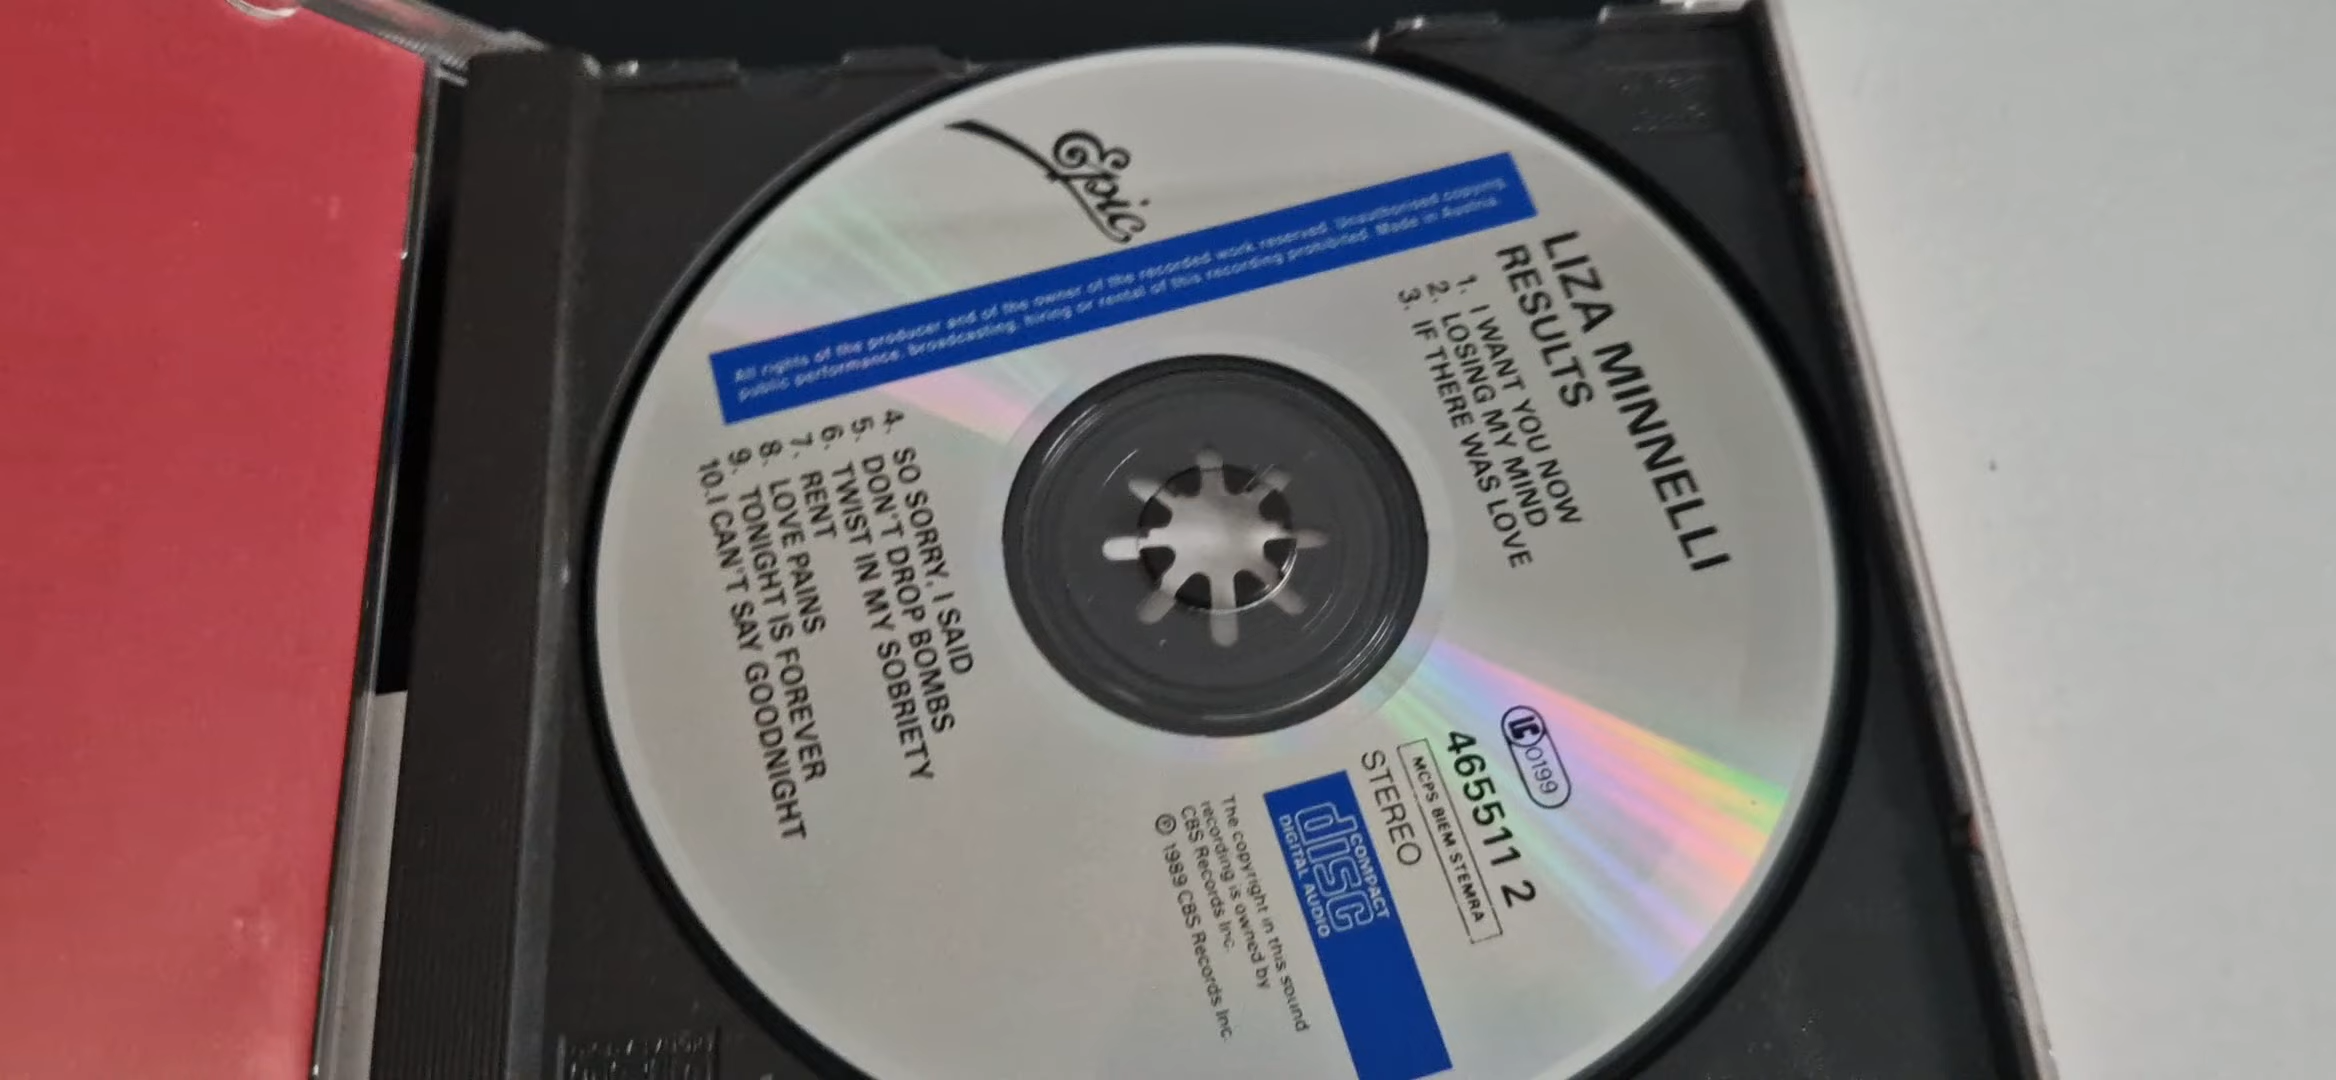 Epic
All rights of the producer and of the owner of the recorded work reserved. Unauthorised copying,
public performance, broadcasting, hiring or rental of this recording prohibited. Made in Austria.
LIZA MINNELLI
RESULTS
1. I WANT YOU NOW
2. LOSING MY MIND
3. IF THERE WAS LOVE
4. SO SORRY, I SAID
5. DON'T DROP BOMBS
6. TWIST IN MY SOBRIETY
7. RENT
8. LOVE PAINS
9. TONIGHT IS FOREVER
10.I CAN'T SAY GOODNIGHT
LC 0199
465511 2
MCPS BIEM STEMRA
STEREO
COMPACT
disc
DIGITAL AUDIO
The copyright in this sound
recording is owned by
CBS Records Inc.
℗ 1989 CBS Records Inc.